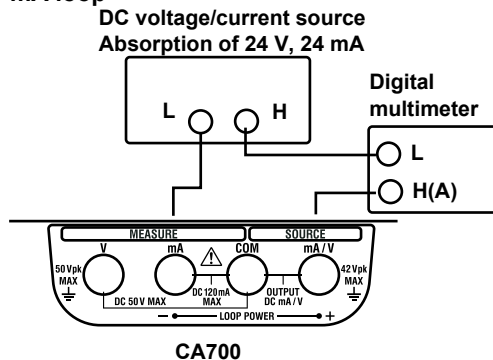 mA loop
DC voltage/current source
Absorption of 24 V, 24 mA
L H
Digital
multimeter
L
H(A)
MEASURE SOURCE
V mA COM mA / V
50 Vpk
MAX
42 Vpk
MAX
DC 50 V MAX
DC 120 mA
MAX
OUTPUT
DC mA / V
− LOOP POWER +
CA700